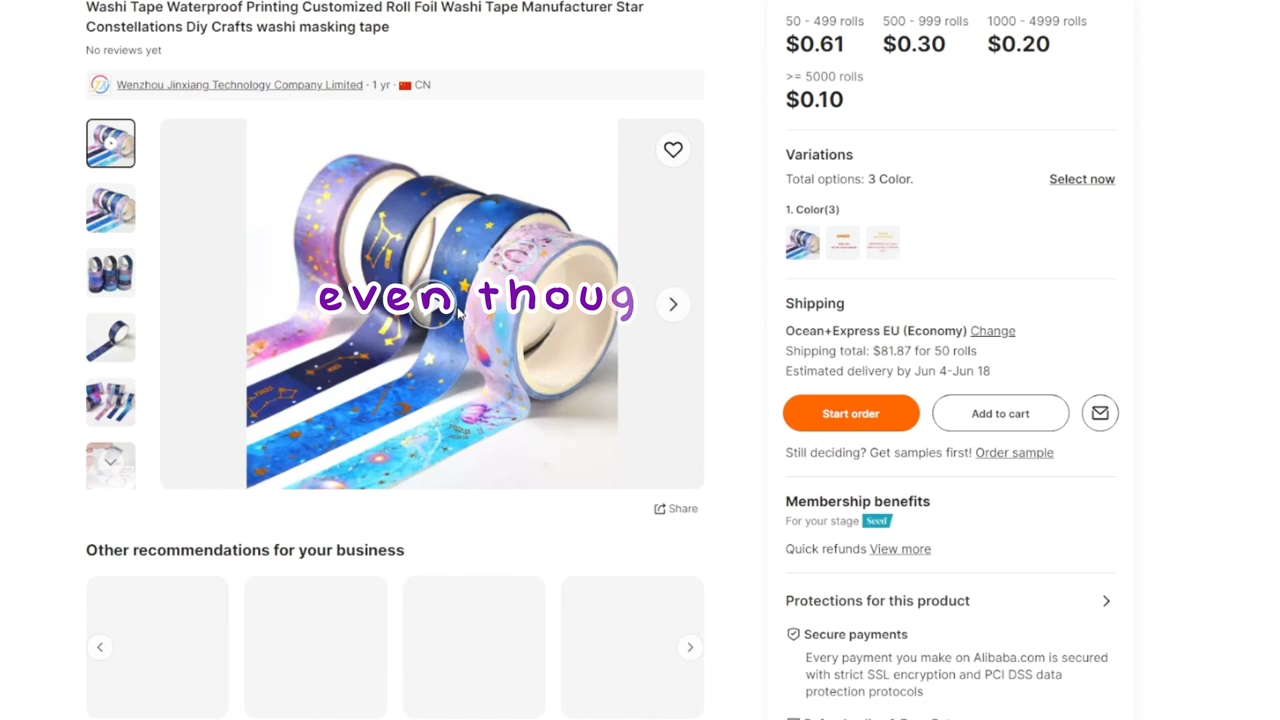 Washi Tape Waterproof Printing Customized Roll Foil Washi Tape Manufacturer Star
Constellations Diy Crafts washi masking tape
No reviews yet
Wenzhou Jinxiang Technology Company Limited · 1 yr · CN
even thoug
Share
Other recommendations for your business
50 - 499 rolls 500 - 999 rolls 1000 - 4999 rolls
$0.61 $0.30 $0.20
>= 5000 rolls
$0.10
Variations
Total options: 3 Color. Select now
1. Color(3)
Shipping
Ocean+Express EU (Economy) Change
Shipping total: $81.87 for 50 rolls
Estimated delivery by Jun 4-Jun 18
Start order Add to cart
Still deciding? Get samples first! Order sample
Membership benefits
For your stage Seed
Quick refunds View more
Protections for this product
Secure payments
Every payment you make on Alibaba.com is secured
with strict SSL encryption and PCI DSS data
protection protocols